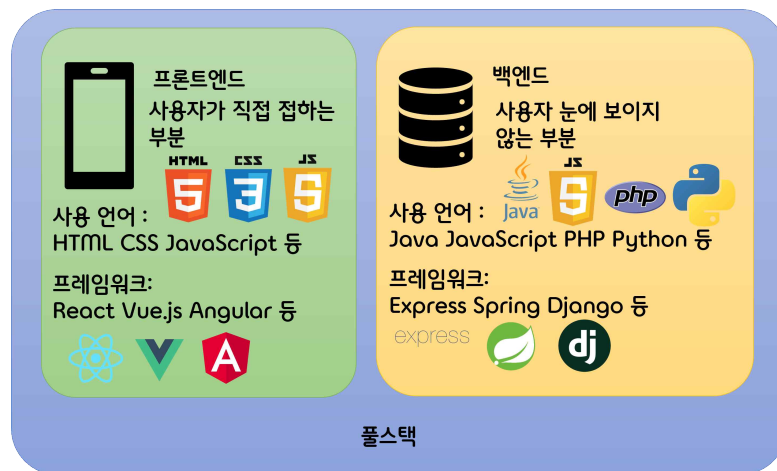 프론트엔드
사용자가 직접 접하는
부분
HTML CSS JS
5 3 5
사용 언어 :
HTML CSS JavaScript 등
프레임워크:
React Vue.js Angular 등
A
백엔드
사용자 눈에 보이지
않는 부분
JS
Java 5 php
사용 언어 :
Java JavaScript PHP Python 등
프레임워크:
Express Spring Django 등
express dj
풀스택